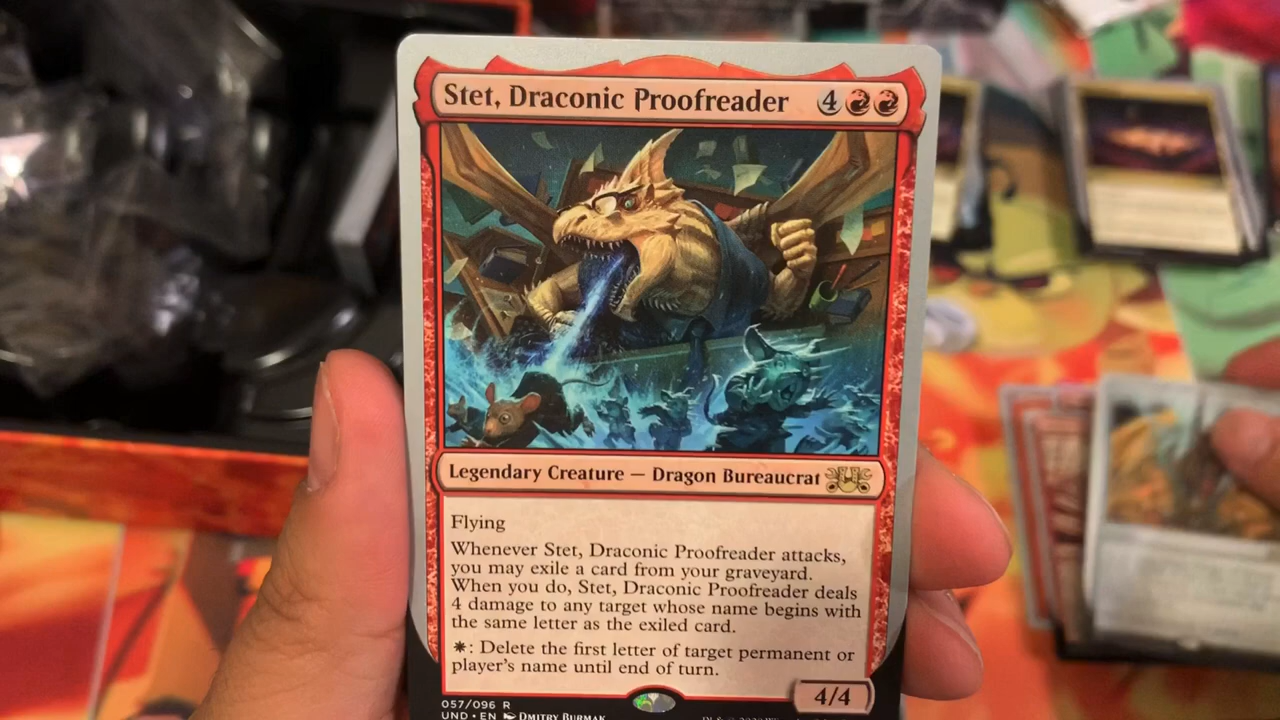 Stet, Draconic Proofreader 4
Legendary Creature — Dragon Bureaucrat
Flying
Whenever Stet, Draconic Proofreader attacks,
you may exile a card from your graveyard.
When you do, Stet, Draconic Proofreader deals
4 damage to any target whose name begins with
the same letter as the exiled card.
✷: Delete the first letter of target permanent or
player's name until end of turn.
4/4
057/096 R
UND • EN DMITRY BURMAK